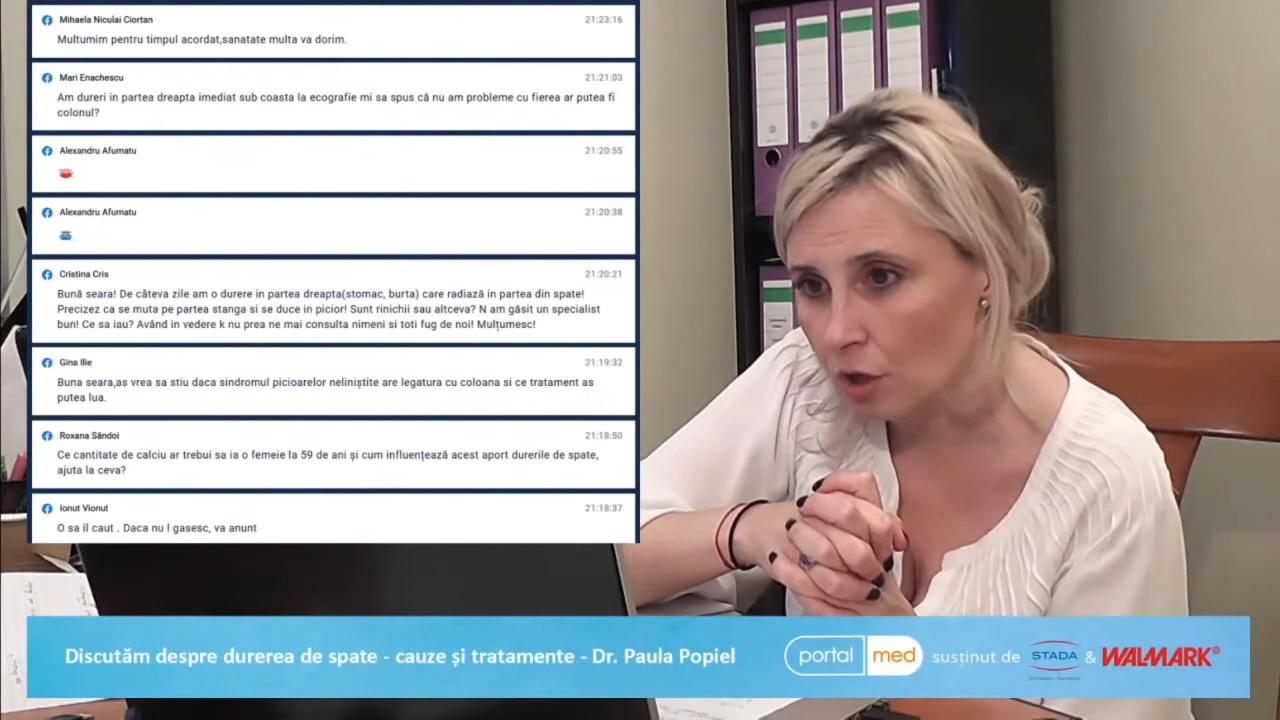 Mihaela Niculai Ciortan 21:23:16
Multumim pentru timpul acordat,sanatate multa va dorim.
Mari Enachescu 21:21:03
Am dureri in partea dreapta imediat sub coasta la ecografie mi sa spus că nu am probleme cu fierea ar putea fi
colonul?
Alexandru Afumatu 21:20:55
Alexandru Afumatu 21:20:38
Cristina Cris 21:20:21
Bună seara! De câteva zile am o durere in partea dreapta(stomac, burta) care radiază in partea din spate!
Precizez ca se muta pe partea stanga si se duce in picior! Sunt rinichii sau altceva? N am găsit un specialist
bun! Ce sa iau? Având in vedere k nu prea ne mai consulta nimeni si toti fug de noi! Mulțumesc!
Gina Ilie 21:19:32
Buna seara,as vrea sa stiu daca sindromul picioarelor neliniștite are legatura cu coloana si ce tratament as
putea lua.
Roxana Săndoi 21:18:50
Ce cantitate de calciu ar trebui sa ia o femeie la 59 de ani și cum influențează acest aport durerile de spate,
ajuta la ceva?
Ionut Vionut 21:18:37
O sa îl caut . Daca nu l gasesc, va anunt
Discutăm despre durerea de spate - cauze și tratamente - Dr. Paula Popiel
portal med susținut de STADA & WALMARK®